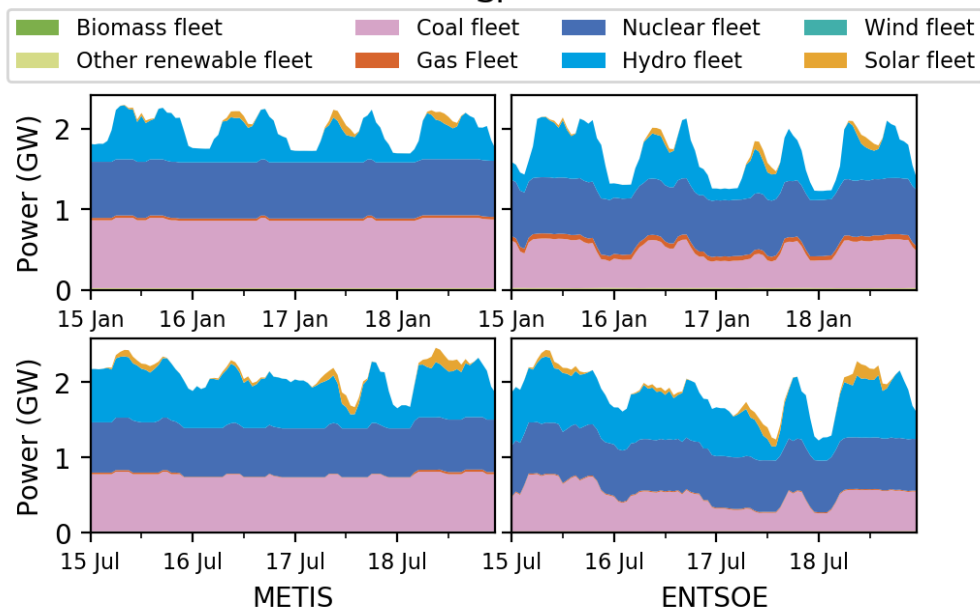 Biomass fleet Coal fleet Nuclear fleet Wind fleet
Other renewable fleet Gas Fleet Hydro fleet Solar fleet
Power (GW)
2
1
0
15 Jan 16 Jan 17 Jan 18 Jan
15 Jan 16 Jan 17 Jan 18 Jan
Power (GW)
2
1
0
15 Jul 16 Jul 17 Jul 18 Jul
15 Jul 16 Jul 17 Jul 18 Jul
METIS ENTSOE